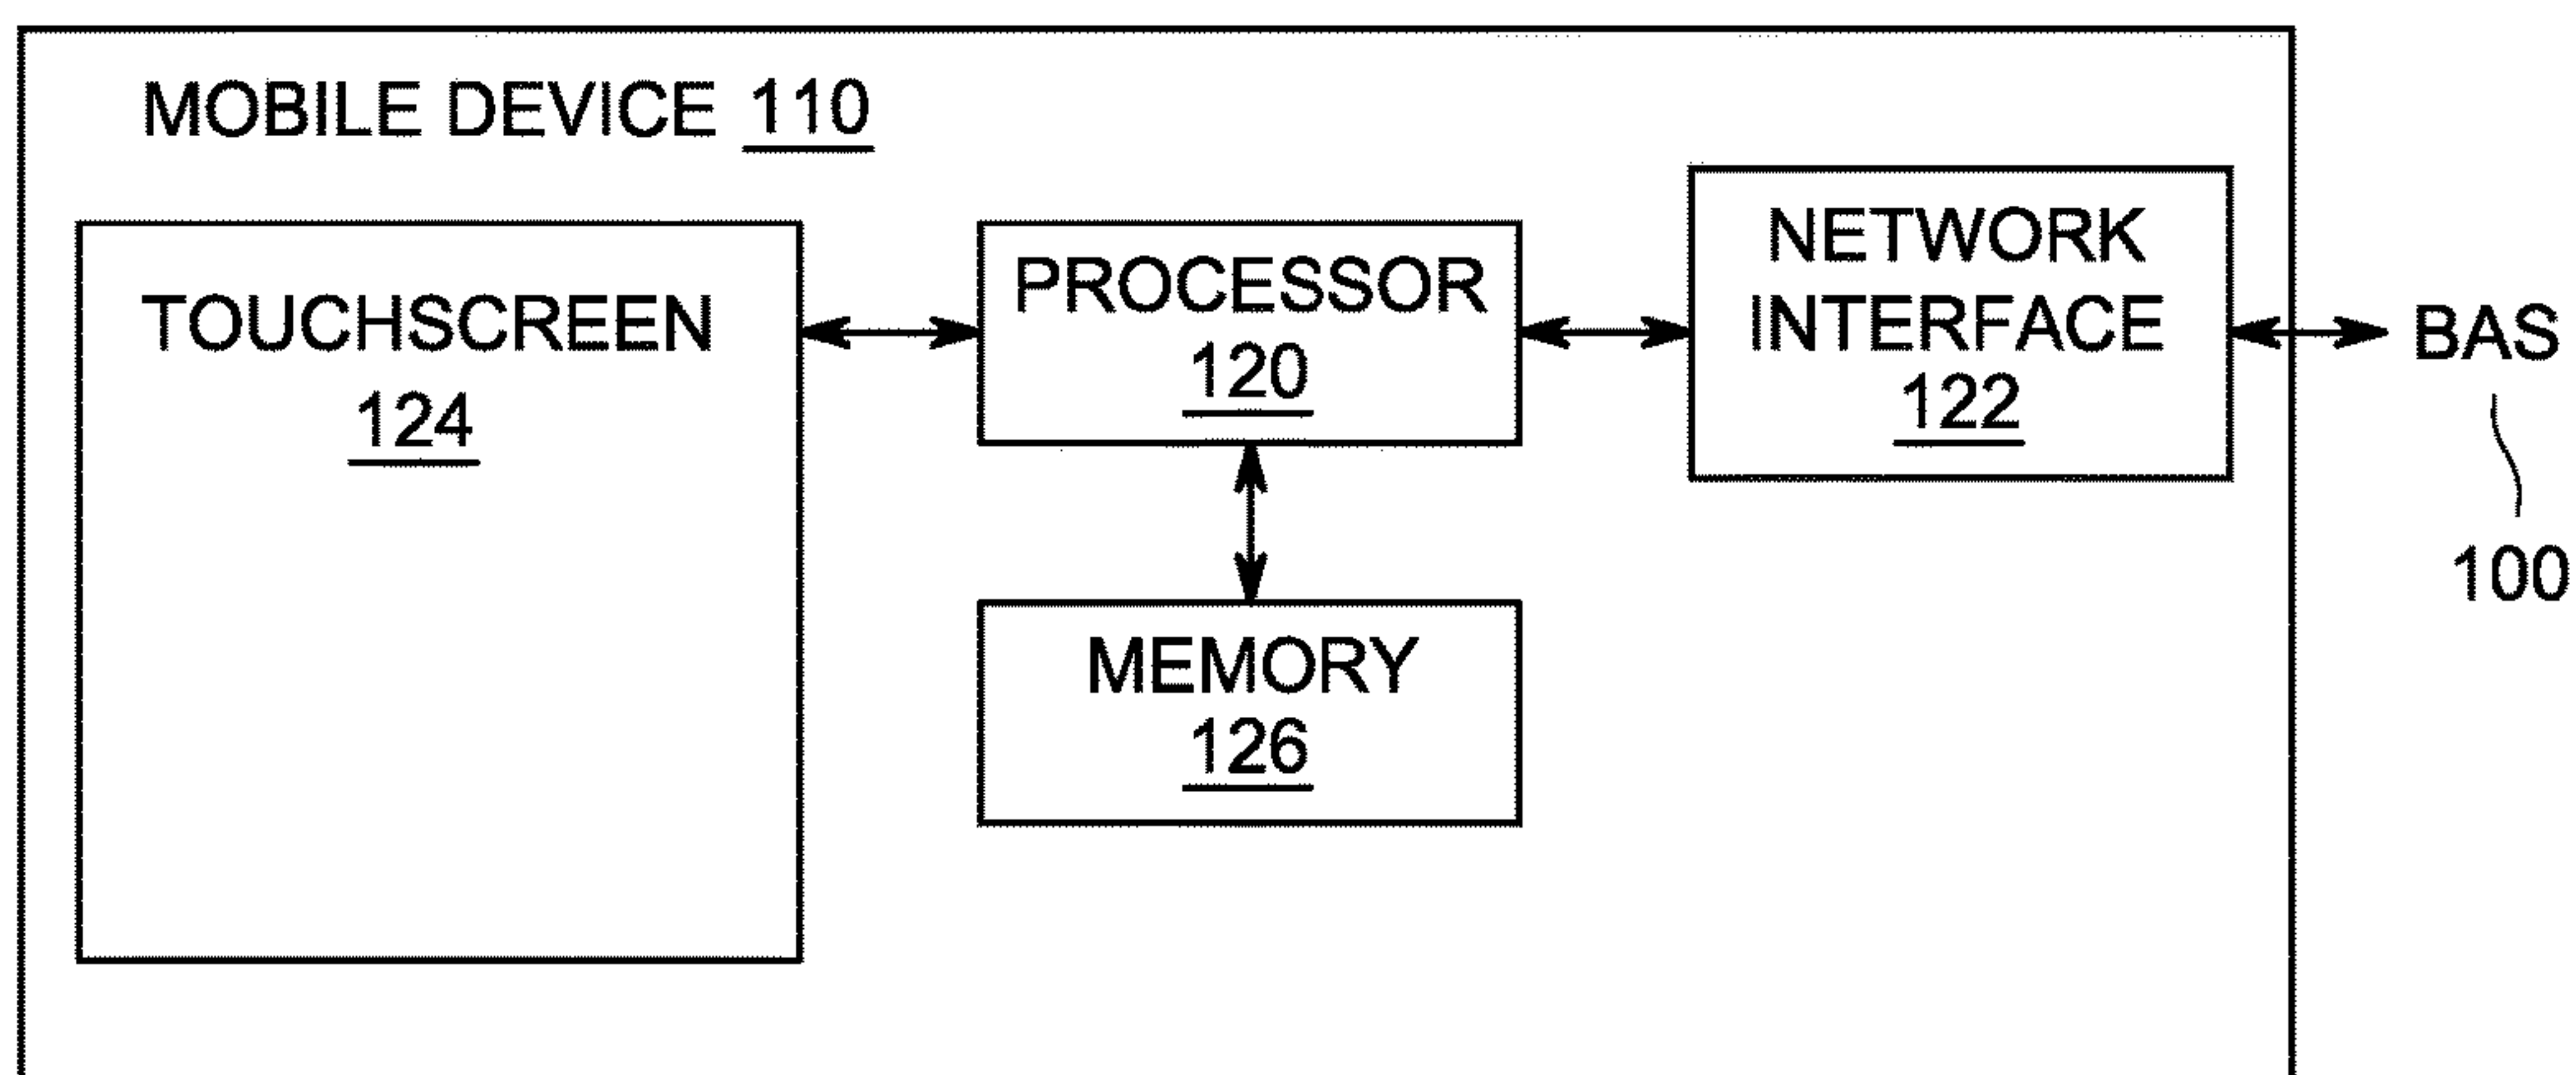 MOBILE DEVICE 110
TOUCHSCREEN
124
PROCESSOR
120
NETWORK
INTERFACE
122
BAS
100
MEMORY
126